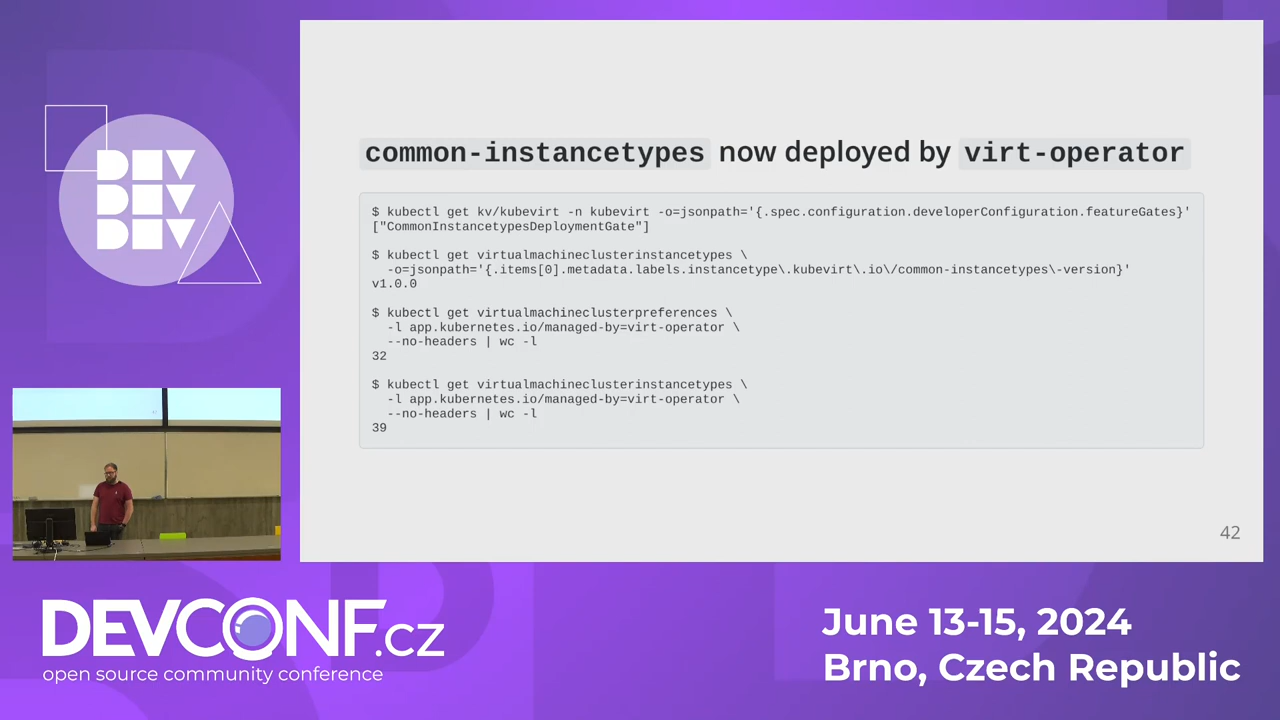 DEV
DEV
DEV
common-instancetypes now deployed by virt-operator
$ kubectl get kv/kubevirt -n kubevirt -o=jsonpath='{.spec.configuration.developerConfiguration.featureGates}'
["CommonInstancetypesDeploymentGate"]
$ kubectl get virtualmachineclusterinstancetypes \
  -o=jsonpath='{.items[0].metadata.labels.instancetype\.kubevirt\.io\/common-instancetypes\-version}'
v1.0.0
$ kubectl get virtualmachineclusterpreferences \
  -l app.kubernetes.io/managed-by=virt-operator \
  --no-headers | wc -l
32
$ kubectl get virtualmachineclusterinstancetypes \
  -l app.kubernetes.io/managed-by=virt-operator \
  --no-headers | wc -l
39
42
DEVCONF.cz
open source community conference
June 13-15, 2024
Brno, Czech Republic